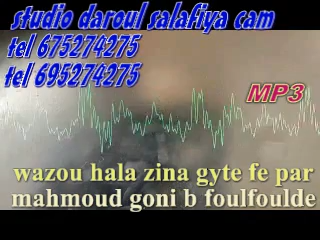 studio daroul salafiya cam
tel 675274275
tel 695274275
MP3
wazou hala zina gyte fe par
mahmoud goni b foulfoulde